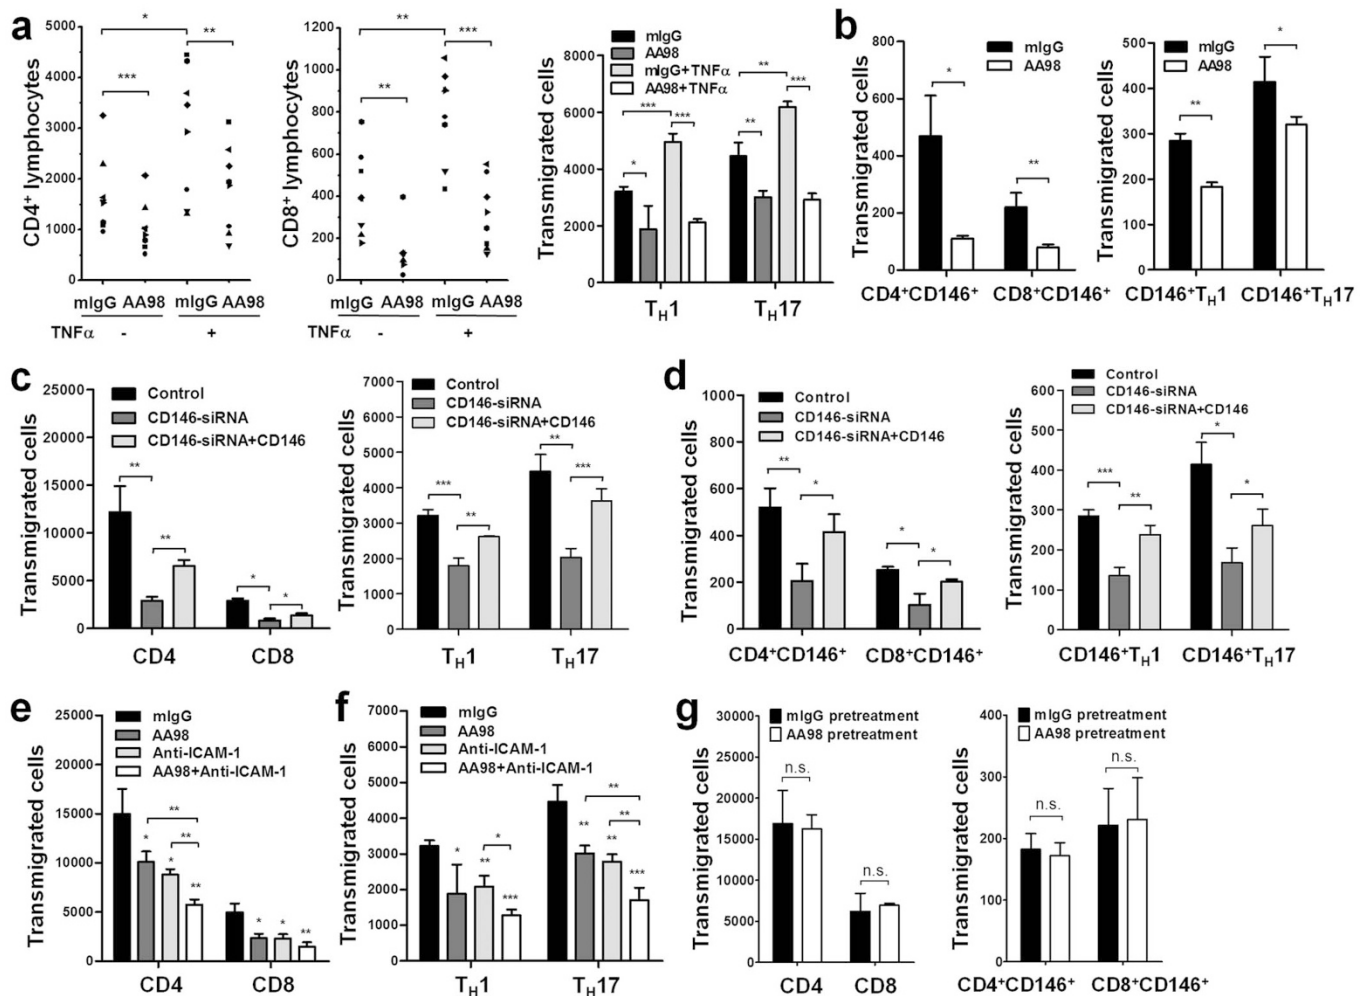 a
CD4+ lymphocytes
5000
4000
3000
2000
1000
0
*
**
***
mIgG AA98 mIgG AA98
TNFα - +
CD8+ lymphocytes
1200
1000
800
600
400
200
0
**
***
**
mIgG AA98 mIgG AA98
TNFα - +
Transmigrated cells
8000
6000
4000
2000
0
mIgG
AA98
mIgG+TNFα
AA98+TNFα
**
*** *** ***
* **
TH1 TH17
b
Transmigrated cells
800
600
400
200
0
mIgG
AA98
*
**
CD4+CD146+ CD8+CD146+
Transmigrated cells
500
400
300
200
100
0
mIgG
AA98
*
**
CD146+TH1 CD146+TH17
c
Transmigrated cells
25000
20000
15000
10000
5000
0
Control
CD146-siRNA
CD146-siRNA+CD146
**
**
* *
CD4 CD8
Transmigrated cells
7000
6000
5000
4000
3000
2000
1000
0
Control
CD146-siRNA
CD146-siRNA+CD146
**
*** ***
**
TH1 TH17
d
Transmigrated cells
1000
800
600
400
200
0
Control
CD146-siRNA
CD146-siRNA+CD146
**
*
* *
CD4+CD146+ CD8+CD146+
Transmigrated cells
600
500
400
300
200
100
0
Control
CD146-siRNA
CD146-siRNA+CD146
*
*** *
**
CD146+TH1 CD146+TH17
e
Transmigrated cells
25000
20000
15000
10000
5000
0
mIgG
AA98
Anti-ICAM-1
AA98+Anti-ICAM-1
**
* **
*
**
* * **
CD4 CD8
f
Transmigrated cells
7000
6000
5000
4000
3000
2000
1000
0
mIgG
AA98
Anti-ICAM-1
AA98+Anti-ICAM-1
**
**
* ** **
* **
*** ***
TH1 TH17
g
Transmigrated cells
30000
25000
20000
15000
10000
5000
0
mIgG pretreatment
AA98 pretreatment
n.s.
n.s.
CD4 CD8
Transmigrated cells
400
300
200
100
0
mIgG pretreatment
AA98 pretreatment
n.s.
n.s.
CD4+CD146+ CD8+CD146+